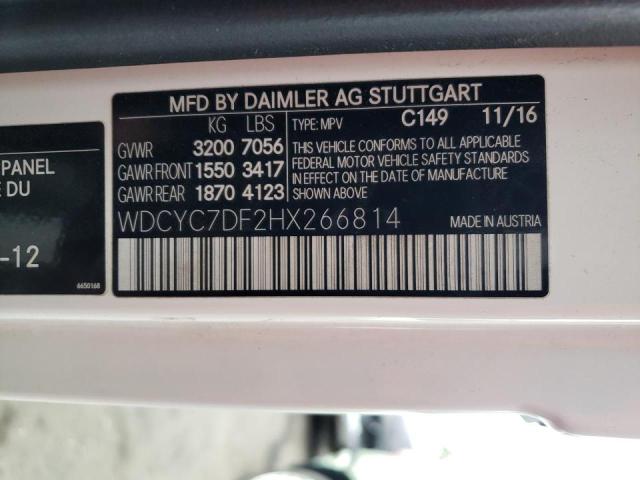 PANEL
E DU
-12
6650168
MFD BY DAIMLER AG STUTTGART
KG LBS
GVWR 3200 7056
GAWR FRONT 1550 3417
GAWR REAR 1870 4123
TYPE: MPV C149 11/16
THIS VEHICLE CONFORMS TO ALL APPLICABLE
FEDERAL MOTOR VEHICLE SAFETY STANDARDS
IN EFFECT ON THE DATE OF MANUFACTURE
SHOWN ABOVE
WDCYC7DF2HX266814
MADE IN AUSTRIA